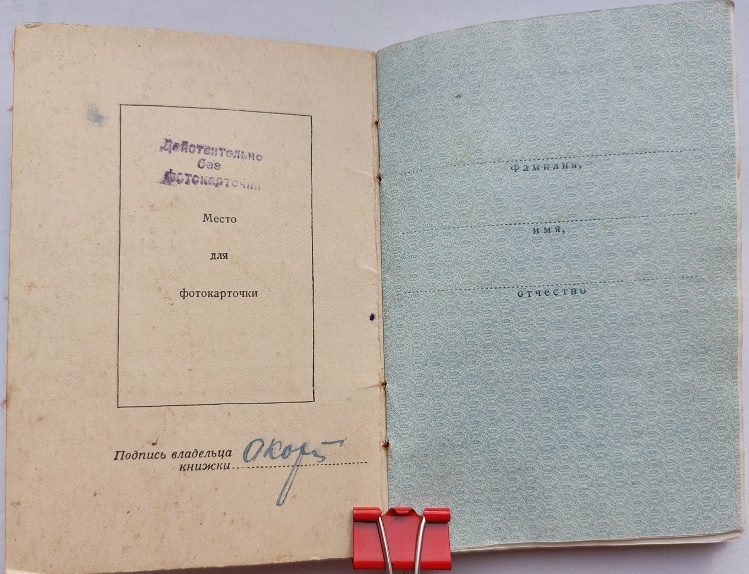 Действительно
без
фотокарточки
Место
для
фотокарточки
Подпись владельца
книжки
фамилия,
имя,
отчество